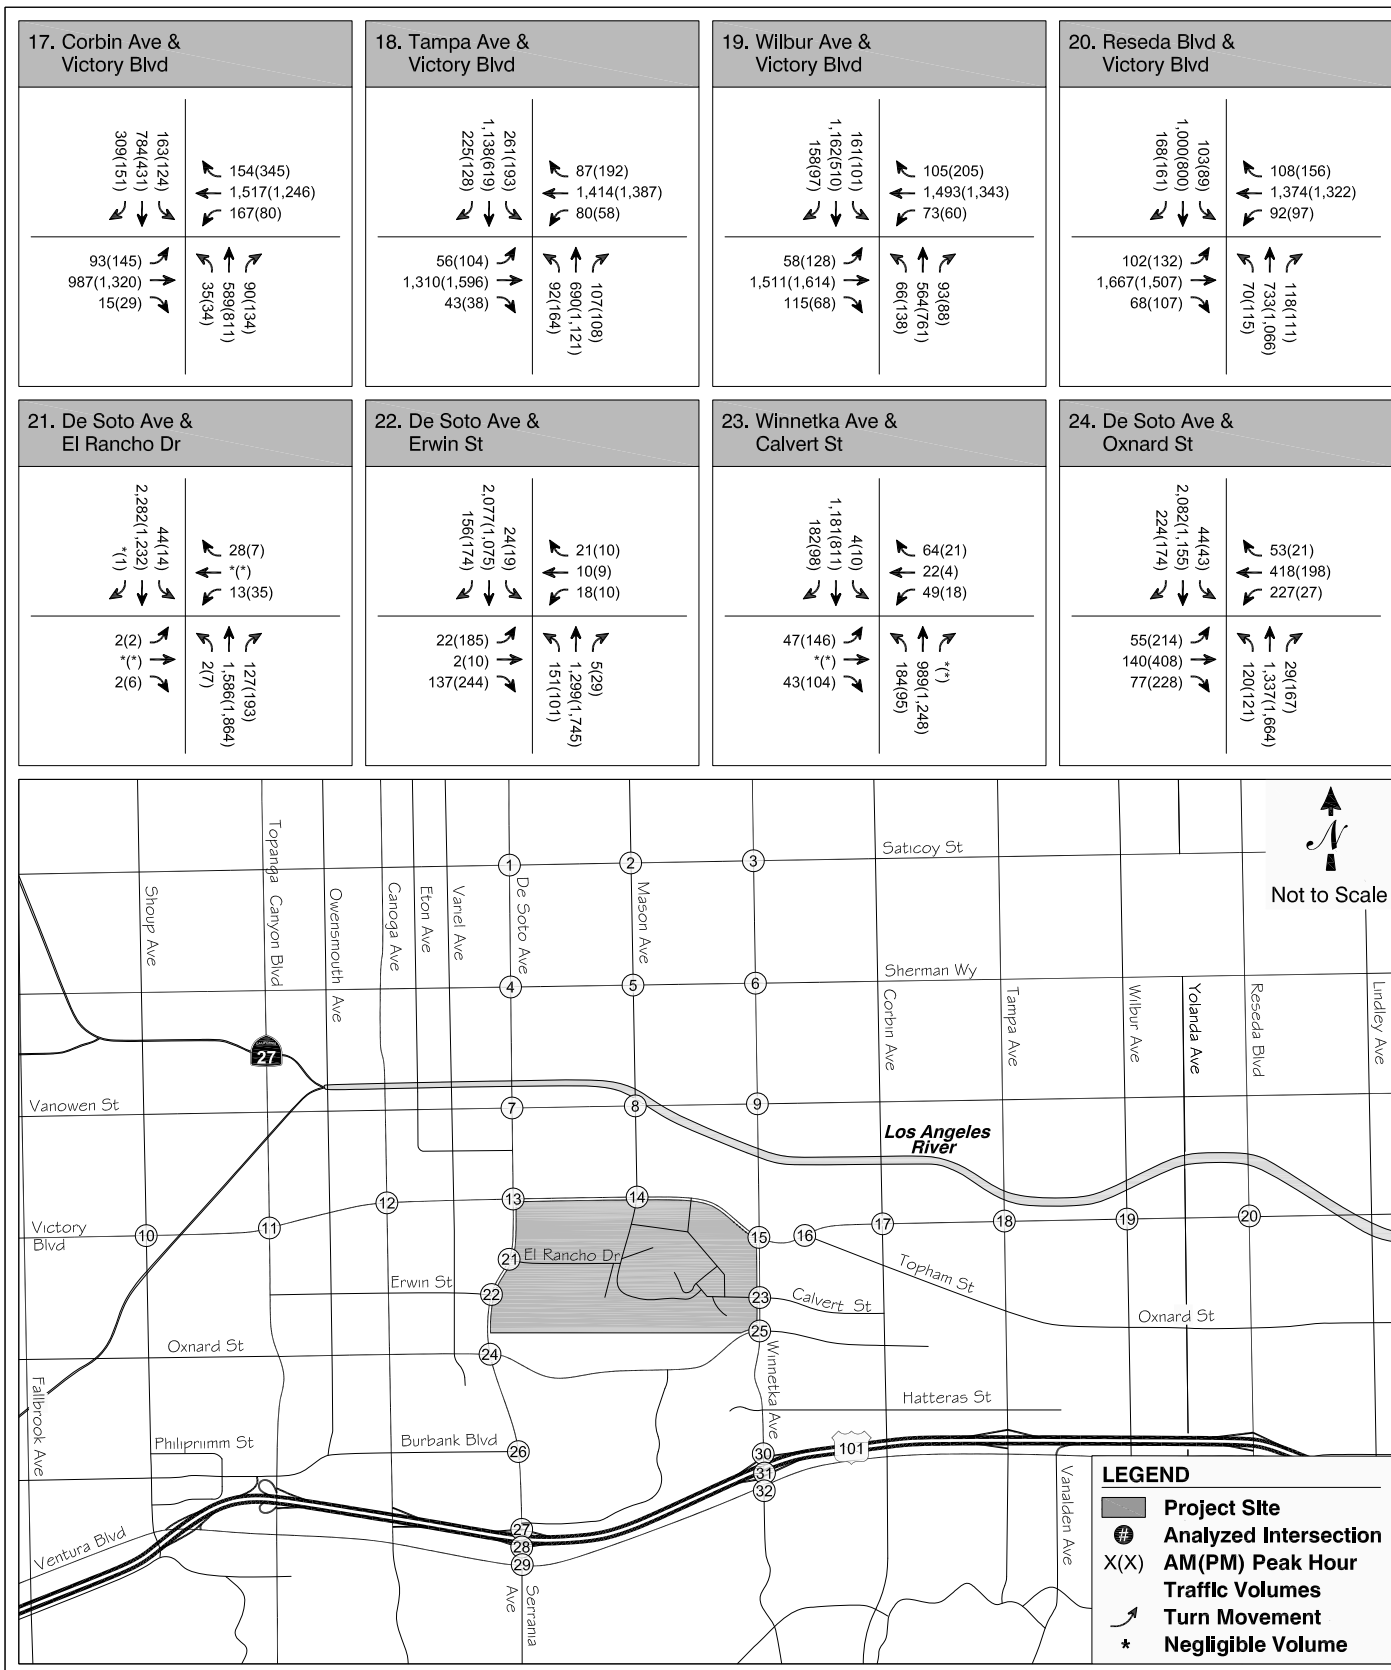 17. Corbin Ave &
Victory Blvd
309(151)
784(431)
163(124)
154(345)
1,517(1,246)
167(80)
93(145)
987(1,320)
15(29)
35(34)
589(811)
90(134)
18. Tampa Ave &
Victory Blvd
225(128)
1,138(619)
261(193)
87(192)
1,414(1,387)
80(58)
56(104)
1,310(1,596)
43(38)
92(164)
690(1,121)
107(108)
19. Wilbur Ave &
Victory Blvd
158(97)
1,162(510)
161(101)
105(205)
1,493(1,343)
73(60)
58(128)
1,511(1,614)
115(68)
66(138)
564(761)
93(88)
20. Reseda Blvd &
Victory Blvd
168(161)
1,000(800)
103(89)
108(156)
1,374(1,322)
92(97)
102(132)
1,667(1,507)
68(107)
70(115)
733(1,066)
118(111)
21. De Soto Ave &
El Rancho Dr
*(1)
2,282(1,232)
44(14)
28(7)
*(*)
13(35)
2(2)
*(*)
2(6)
2(7)
1,586(1,864)
127(193)
22. De Soto Ave &
Erwin St
156(174)
2,077(1,075)
24(19)
21(10)
10(9)
18(10)
22(185)
2(10)
137(244)
151(101)
1,299(1,745)
5(29)
23. Winnetka Ave &
Calvert St
182(98)
1,181(811)
4(10)
64(21)
22(4)
49(18)
47(146)
*(*)
43(104)
184(95)
989(1,248)
*(*)
24. De Soto Ave &
Oxnard St
224(174)
2,082(1,155)
44(43)
53(21)
418(198)
227(27)
55(214)
140(408)
77(228)
120(121)
1,337(1,664)
29(167)
N
Not to Scale
Saticoy St
1
2
3
Shoup Ave
Topanga Canyon Blvd
Owensmouth Ave
Canoga Ave
Eton Ave
Variel Ave
De Soto Ave
Mason Ave
Sherman Wy
4
5
6
Corbin Ave
Tampa Ave
Wilbur Ave
Yolanda Ave
Reseda Blvd
Lindley Ave
27
Vanowen St
7
8
9
Los Angeles
River
Victory
Blvd
10
11
12
13
14
15
16
17
18
19
20
21
El Rancho Dr
Erwin St
22
23
Calvert St
Topham St
Oxnard St
Oxnard St
24
25
Fallbrook Ave
Winnetka Ave
Hatteras St
Philiprimm St
Burbank Blvd
26
30
31
32
101
Vanalden Ave
Ventura Blvd
27
28
29
Serrania
Ave
LEGEND
Project Site
# Analyzed Intersection
X(X) AM(PM) Peak Hour
Traffic Volumes
Turn Movement
* Negligible Volume